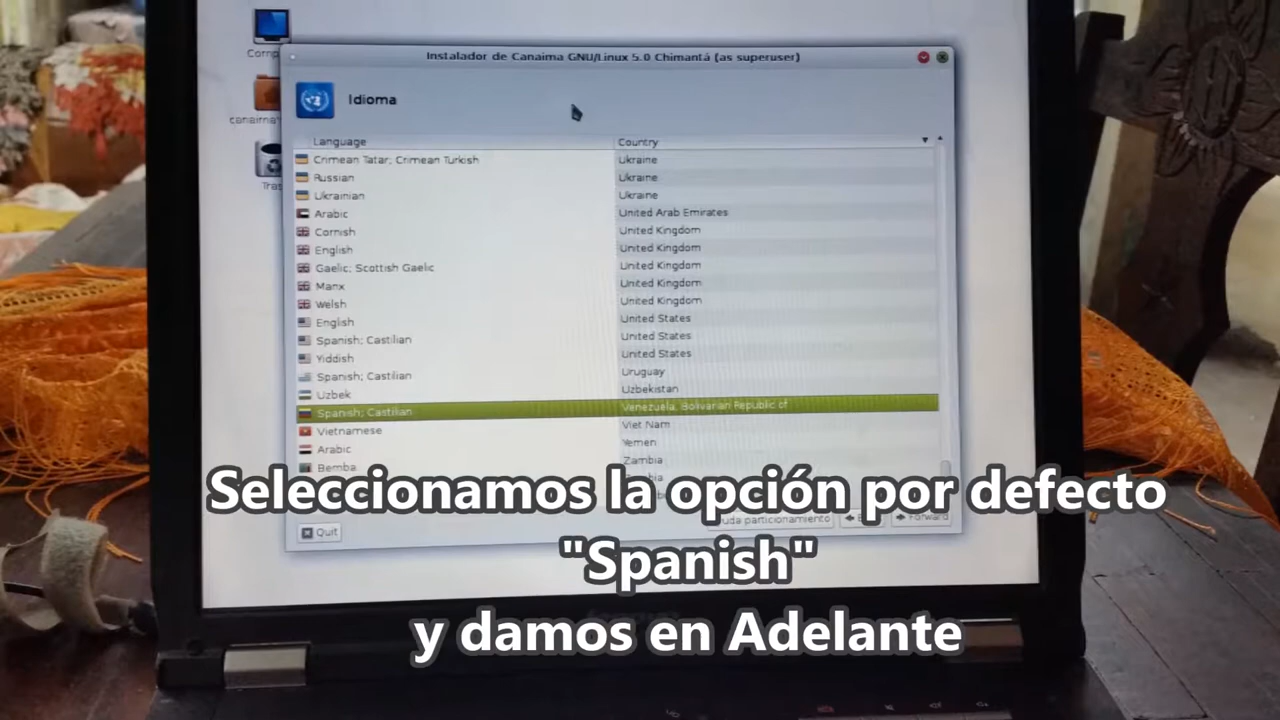 Instalador de Canaima GNU/Linux 5.0 Chimantá (as superuser)
Idioma
Language Country
Crimean Tatar; Crimean Turkish Ukraine
Russian Ukraine
Ukrainian Ukraine
Arabic United Arab Emirates
Cornish United Kingdom
English United Kingdom
Gaelic; Scottish Gaelic United Kingdom
Manx United Kingdom
Welsh United Kingdom
English United States
Spanish; Castilian United States
Yiddish United States
Spanish; Castilian Uruguay
Uzbek Uzbekistan
Spanish; Castilian Venezuela, Bolivarian Republic of
Vietnamese Viet Nam
Arabic Yemen
Bemba Zambia
Seleccionamos la opción por defecto
"Spanish"
y damos en Adelante
Quit particionamiento Forward